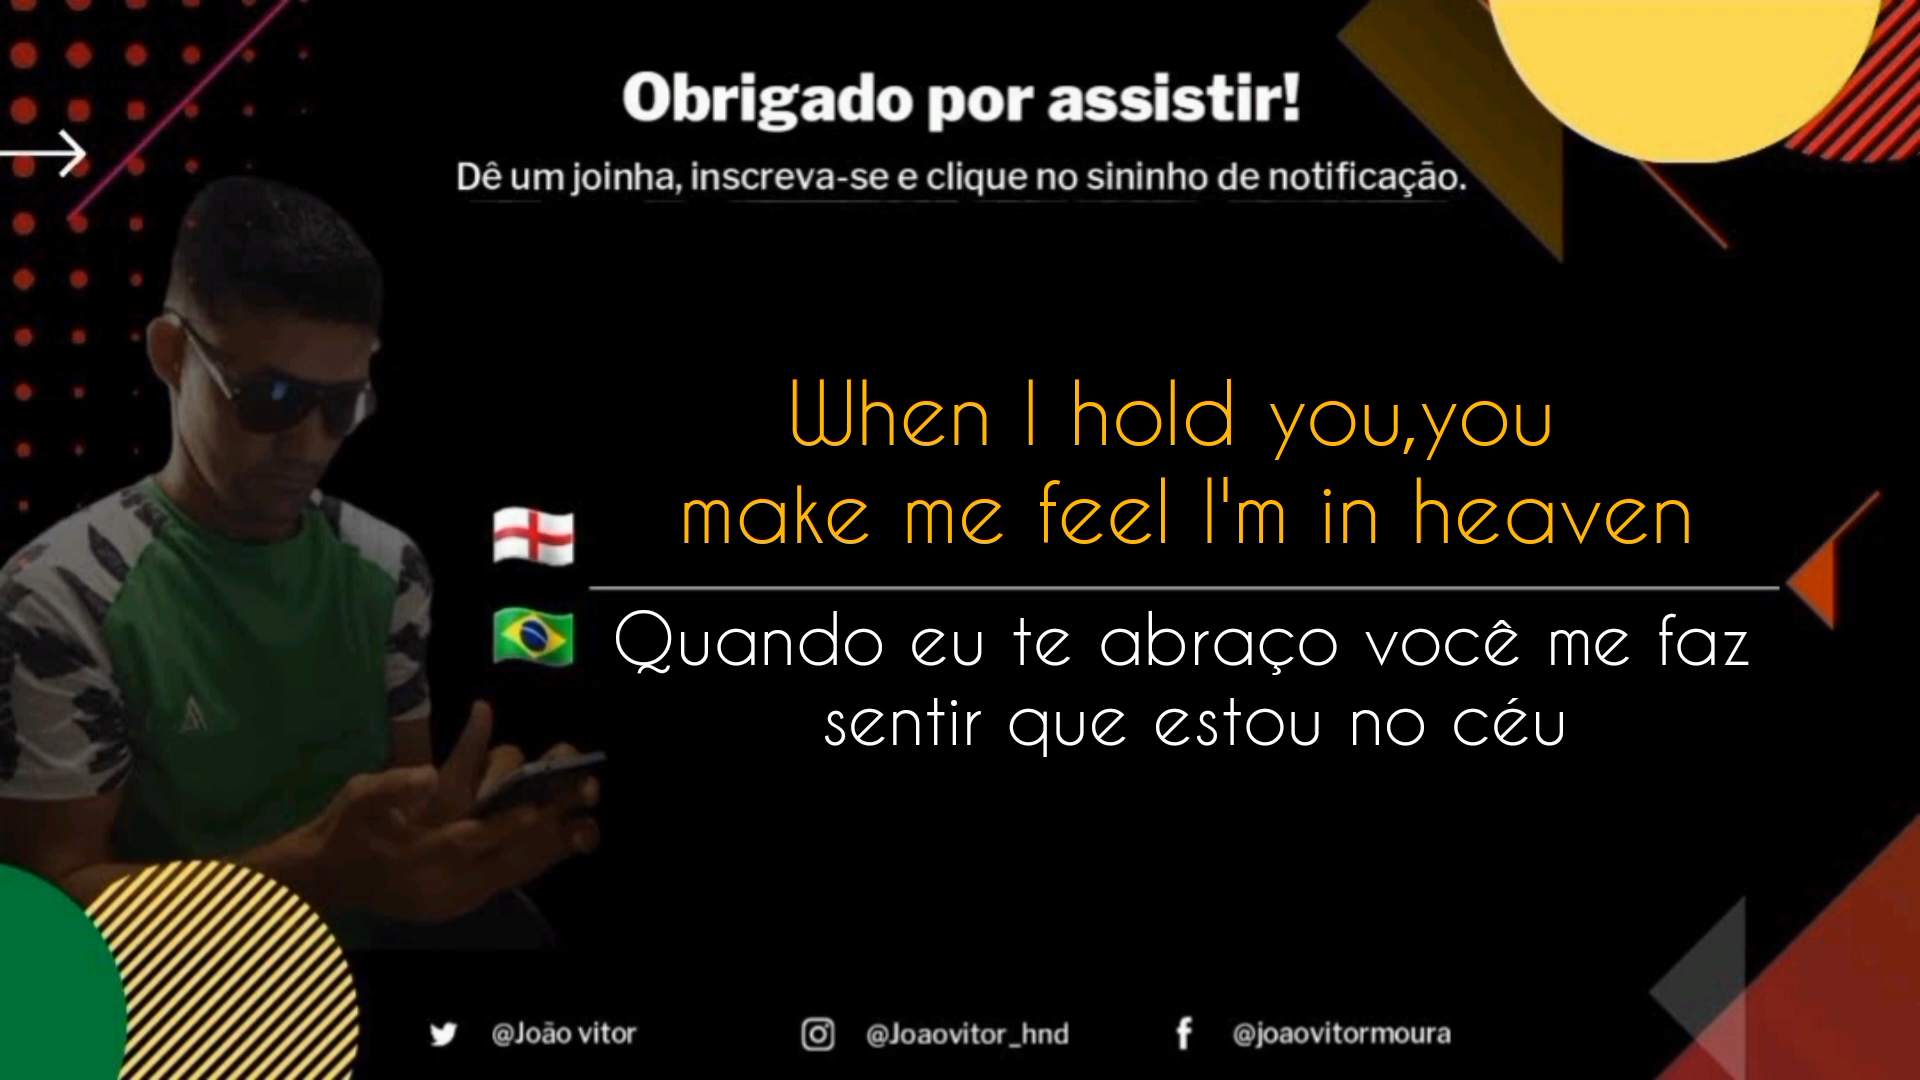 Obrigado por assistir!
Dê um joinha, inscreva-se e clique no sininho de notificação.
When I hold you,you
make me feel I'm in heaven
Quando eu te abraço você me faz
sentir que estou no céu
@João vitor
@Joaovitor_hnd
@joaovitormoura